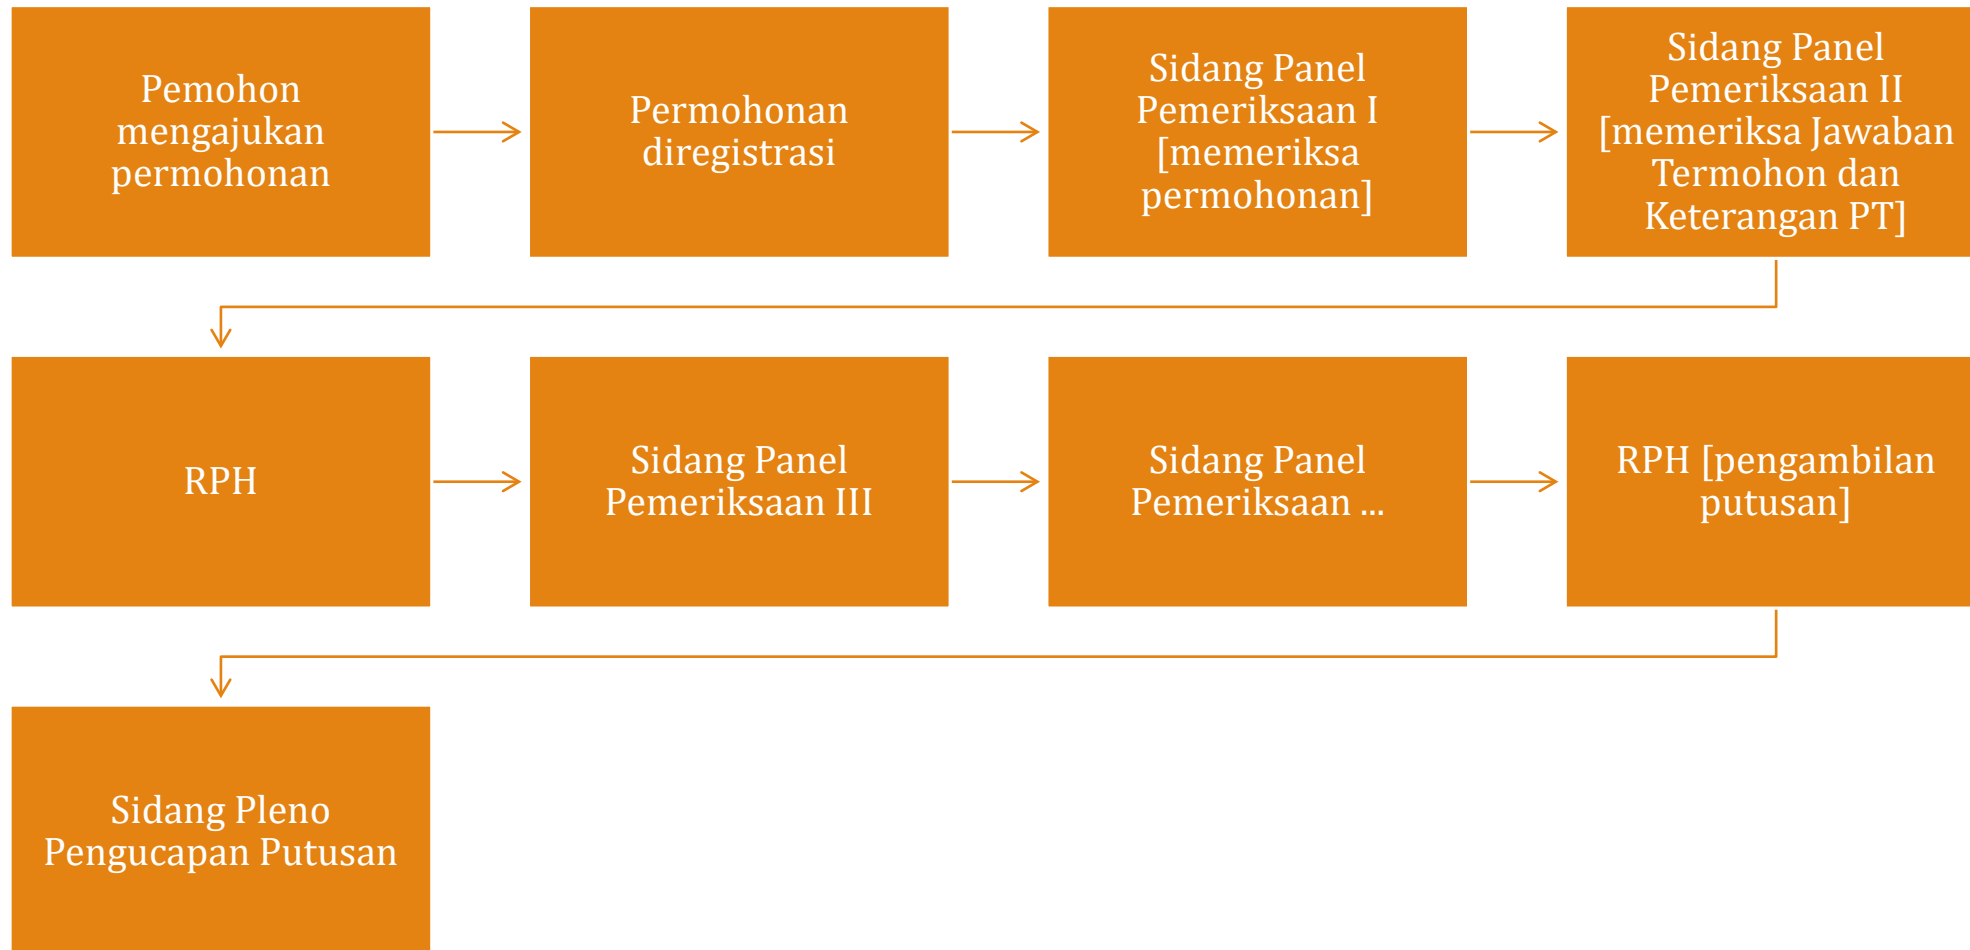 Pemohon
mengajukan
permohonan
Permohonan
diregistrasi
Sidang Panel
Pemeriksaan I
[memeriksa
permohonan]
Sidang Panel
Pemeriksaan II
[memeriksa Jawaban
Termohon dan
Keterangan PT]
RPH
Sidang Panel
Pemeriksaan III
Sidang Panel
Pemeriksaan ...
RPH [pengambilan
putusan]
Sidang Pleno
Pengucapan Putusan